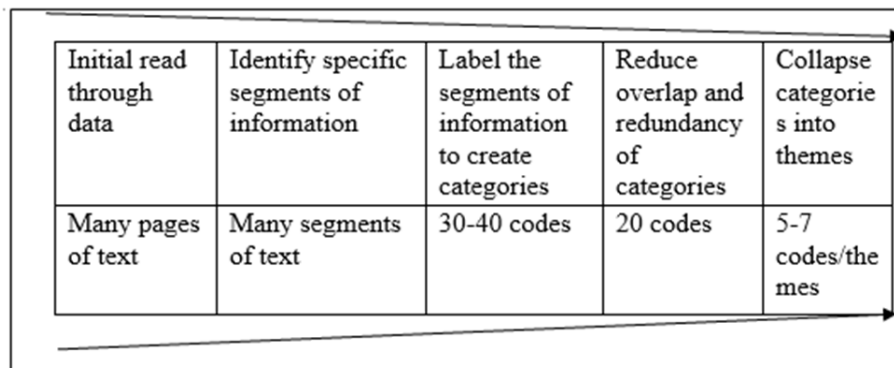 Initial read
through
data
Identify specific
segments of
information
Label the
segments of
information
to create
categories
Reduce
overlap and
redundancy
of
categories
Collapse
categorie
s into
themes
Many pages
of text
Many segments
of text
30-40 codes
20 codes
5-7
codes/the
mes